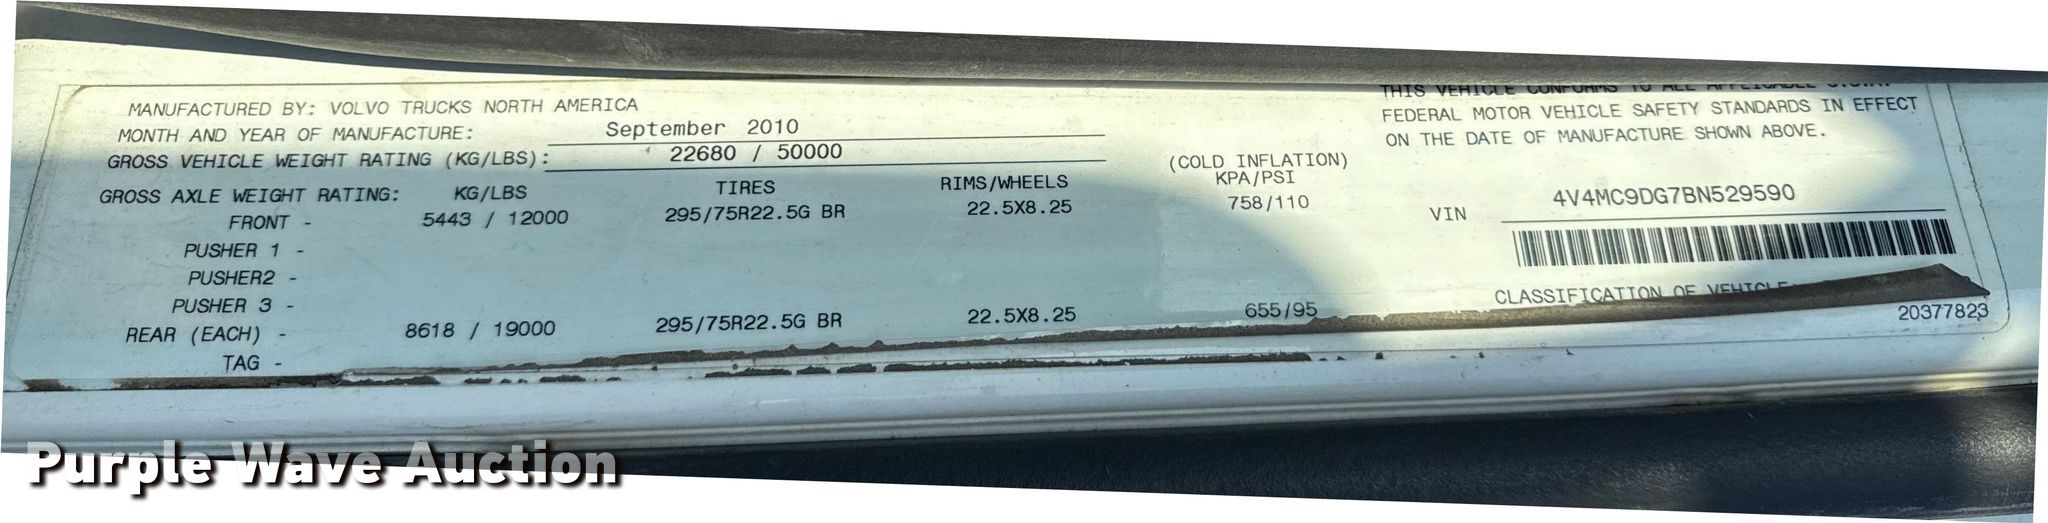 MANUFACTURED BY: VOLVO TRUCKS NORTH AMERICA
MONTH AND YEAR OF MANUFACTURE: September 2010
GROSS VEHICLE WEIGHT RATING (KG/LBS): 22680 / 50000
GROSS AXLE WEIGHT RATING: KG/LBS TIRES RIMS/WHEELS (COLD INFLATION) KPA/PSI
FRONT - 5443 / 12000 295/75R22.5G BR 22.5X8.25 758/110
PUSHER 1 -
PUSHER2 -
PUSHER 3 -
REAR (EACH) - 8618 / 19000 295/75R22.5G BR 22.5X8.25 655/95
TAG -
THIS VEHICLE CONFORMS TO ALL APPLICABLE U.S.A.
FEDERAL MOTOR VEHICLE SAFETY STANDARDS IN EFFECT
ON THE DATE OF MANUFACTURE SHOWN ABOVE.
VIN 4V4MC9DG7BN529590
CLASSIFICATION OF VEHICLE
20377823
Purple Wave Auction